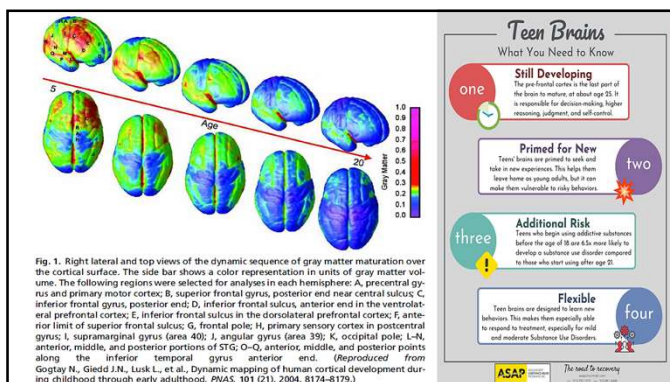 5
Age
20
1.0
0.9
0.8
0.7
0.6
0.5
0.4
0.3
0.2
0.1
0.0
Gray Matter
Fig. 1. Right lateral and top views of the dynamic sequence of gray matter maturation over
the cortical surface. The side bar shows a color representation in units of gray matter vol-
ume. The following regions were selected for analyses in each hemisphere: A, precentral gy-
rus and primary motor cortex; B, superior frontal gyrus, posterior end near central sulcus; C,
inferior frontal gyrus, posterior end; D, inferior frontal sulcus, anterior end in the ventrolat-
eral prefrontal cortex; E, inferior frontal sulcus in the dorsolateral prefrontal cortex; F, ante-
rior limit of superior frontal sulcus; G, frontal pole; H, primary sensory cortex in postcentral
gyrus; I, supramarginal gyrus (area 40); J, angular gyrus (area 39); K, occipital pole; L–N,
anterior, middle, and posterior portions of STG; O–Q, anterior, middle, and posterior points
along the inferior temporal gyrus anterior end. (Reproduced from
Gogtay N., Giedd J.N., Lusk L., et al., Dynamic mapping of human cortical development dur-
ing childhood through early adulthood. PNAS, 101 (21), 2004, 8174–8179.)
Teen Brains
What You Need to Know
one
Still Developing
The pre-frontal cortex is the last part of
the brain to mature, at about age 25. It
is responsible for decision-making, higher
reasoning, judgment, and self-control.
Primed for New
Teens' brains are primed to seek and
take in new experiences. This helps them
leave home as young adults, but it can
make them vulnerable to risky behaviors.
two
three
Additional Risk
Teens who begin using addictive substances
before the age of 18 are 6.5x more likely to
develop a substance use disorder compared
to those who start using after age 21.
Flexible
Teen brains are designed to learn new
behaviors. This makes them especially able
to respond to treatment, especially for mild
and moderate Substance Use Disorders.
four
ASAP
The road to recovery